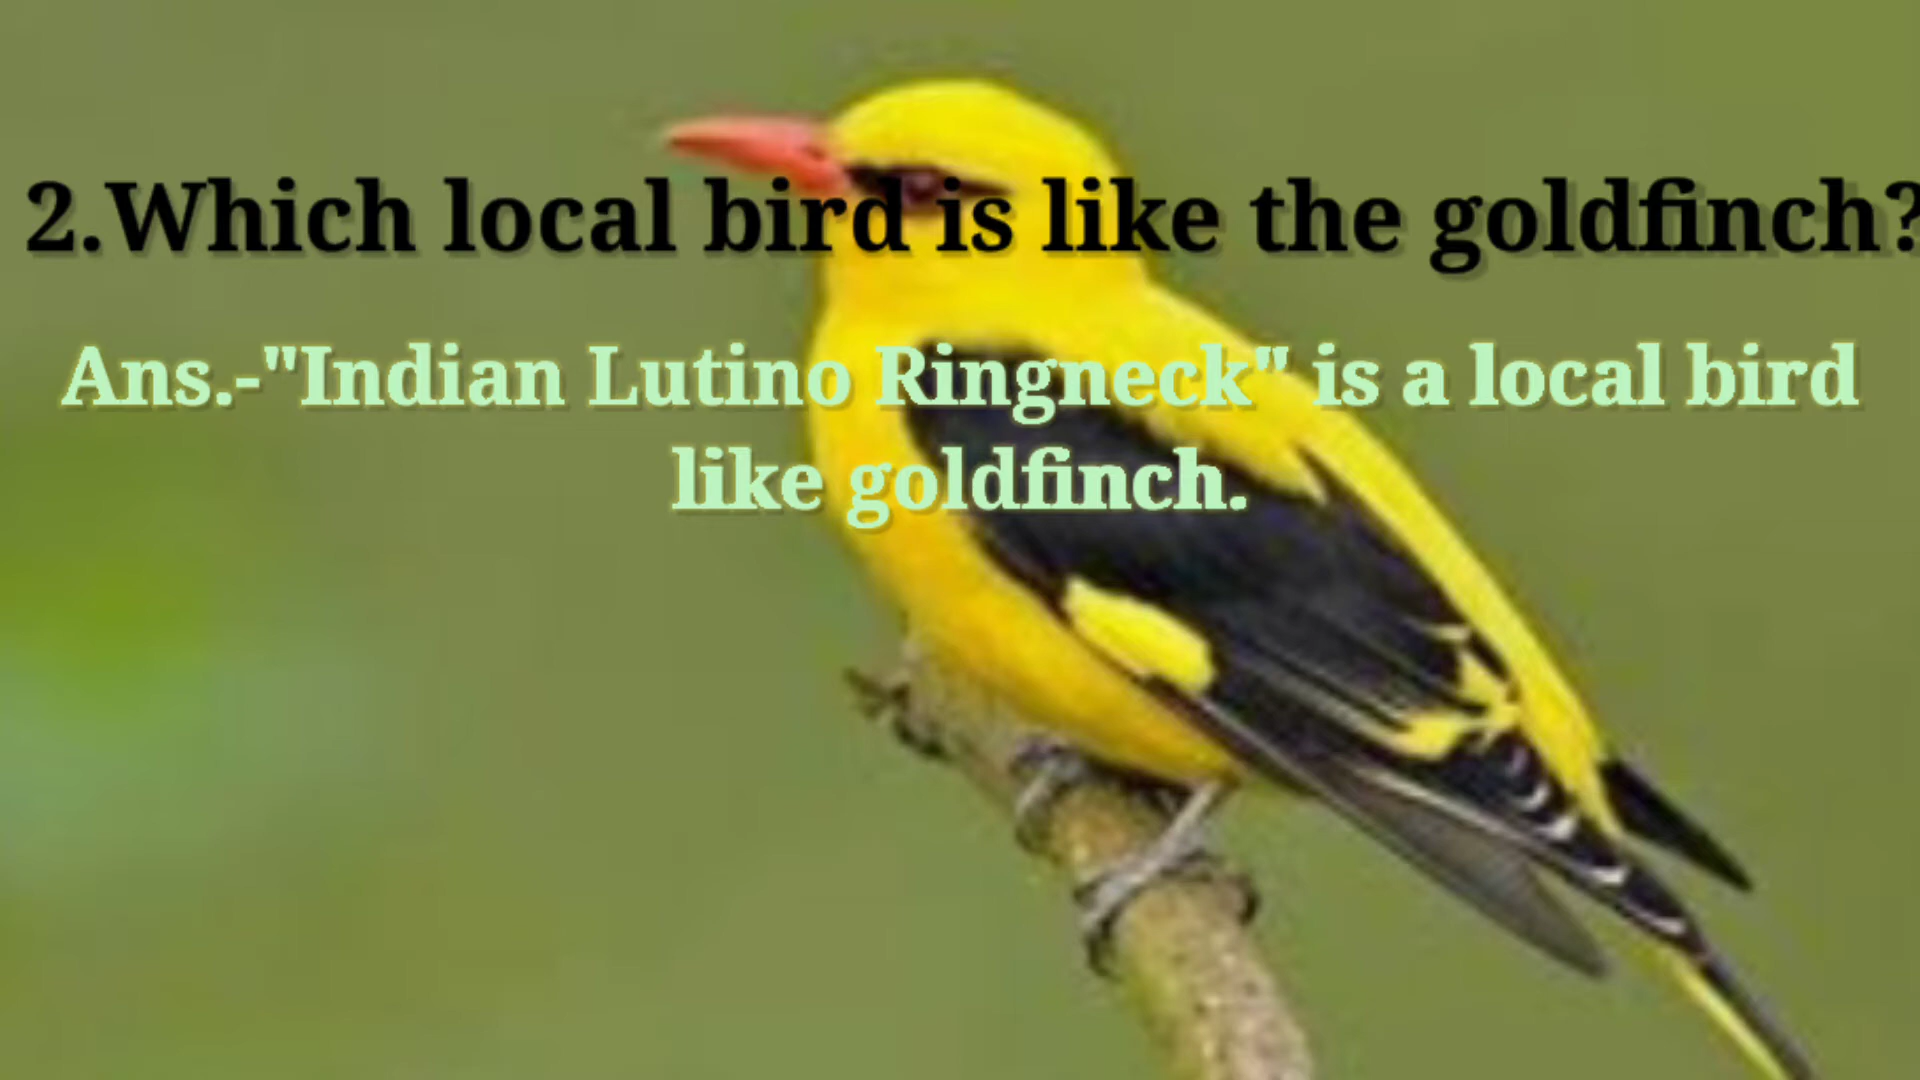 2.Which local bird is like the goldfinch?
Ans.-"Indian Lutino Ringneck" is a local bird
like goldfinch.